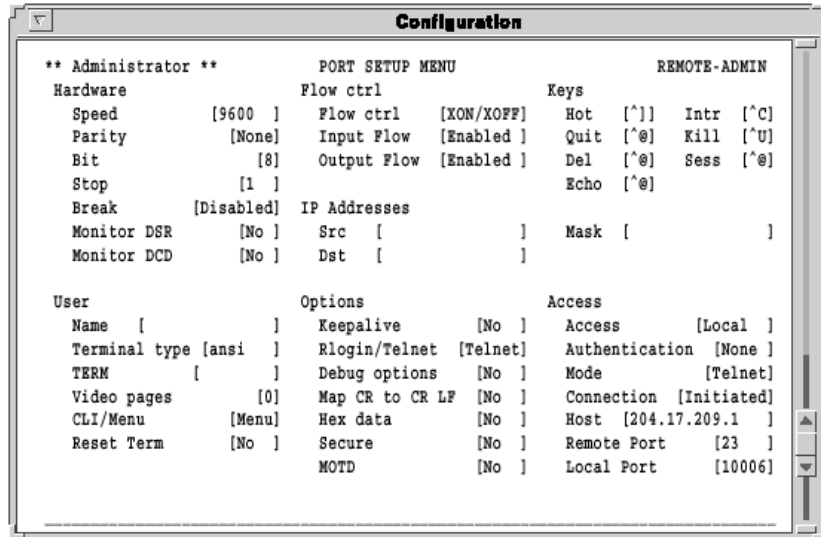 Configuration
** Administrator ** PORT SETUP MENU REMOTE-ADMIN
Hardware Flow ctrl Keys
Speed [9600 ] Flow ctrl [XON/XOFF] Hot [^]] Intr [^C]
Parity [None] Input Flow [Enabled ] Quit [^@] Kill [^U]
Bit [8] Output Flow [Enabled ] Del [^@] Sess [^@]
Stop [1 ] Echo [^@]
Break [Disabled] IP Addresses
Monitor DSR [No ] Src [ ] Mask [ ]
Monitor DCD [No ] Dst [ ]
User Options Access
Name [ ] Keepalive [No ] Access [Local ]
Terminal type [ansi ] Rlogin/Telnet [Telnet] Authentication [None ]
TERM [ ] Debug options [No ] Mode [Telnet]
Video pages [0] Map CR to CR LF [No ] Connection [Initiated]
CLI/Menu [Menu] Hex data [No ] Host [204.17.209.1 ]
Reset Term [No ] Secure [No ] Remote Port [23 ]
MOTD [No ] Local Port [10006]